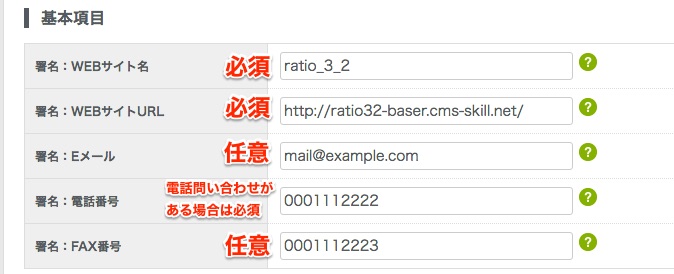 基本項目
署名：WEBサイト名 必須 ratio_3_2 ?
署名：WEBサイトURL 必須 http://ratio32-baser.cms-skill.net/ ?
署名：Eメール 任意 mail@example.com ?
署名：電話番号 電話問い合わせが
ある場合は必須 0001112222 ?
署名：FAX番号 任意 0001112223 ?